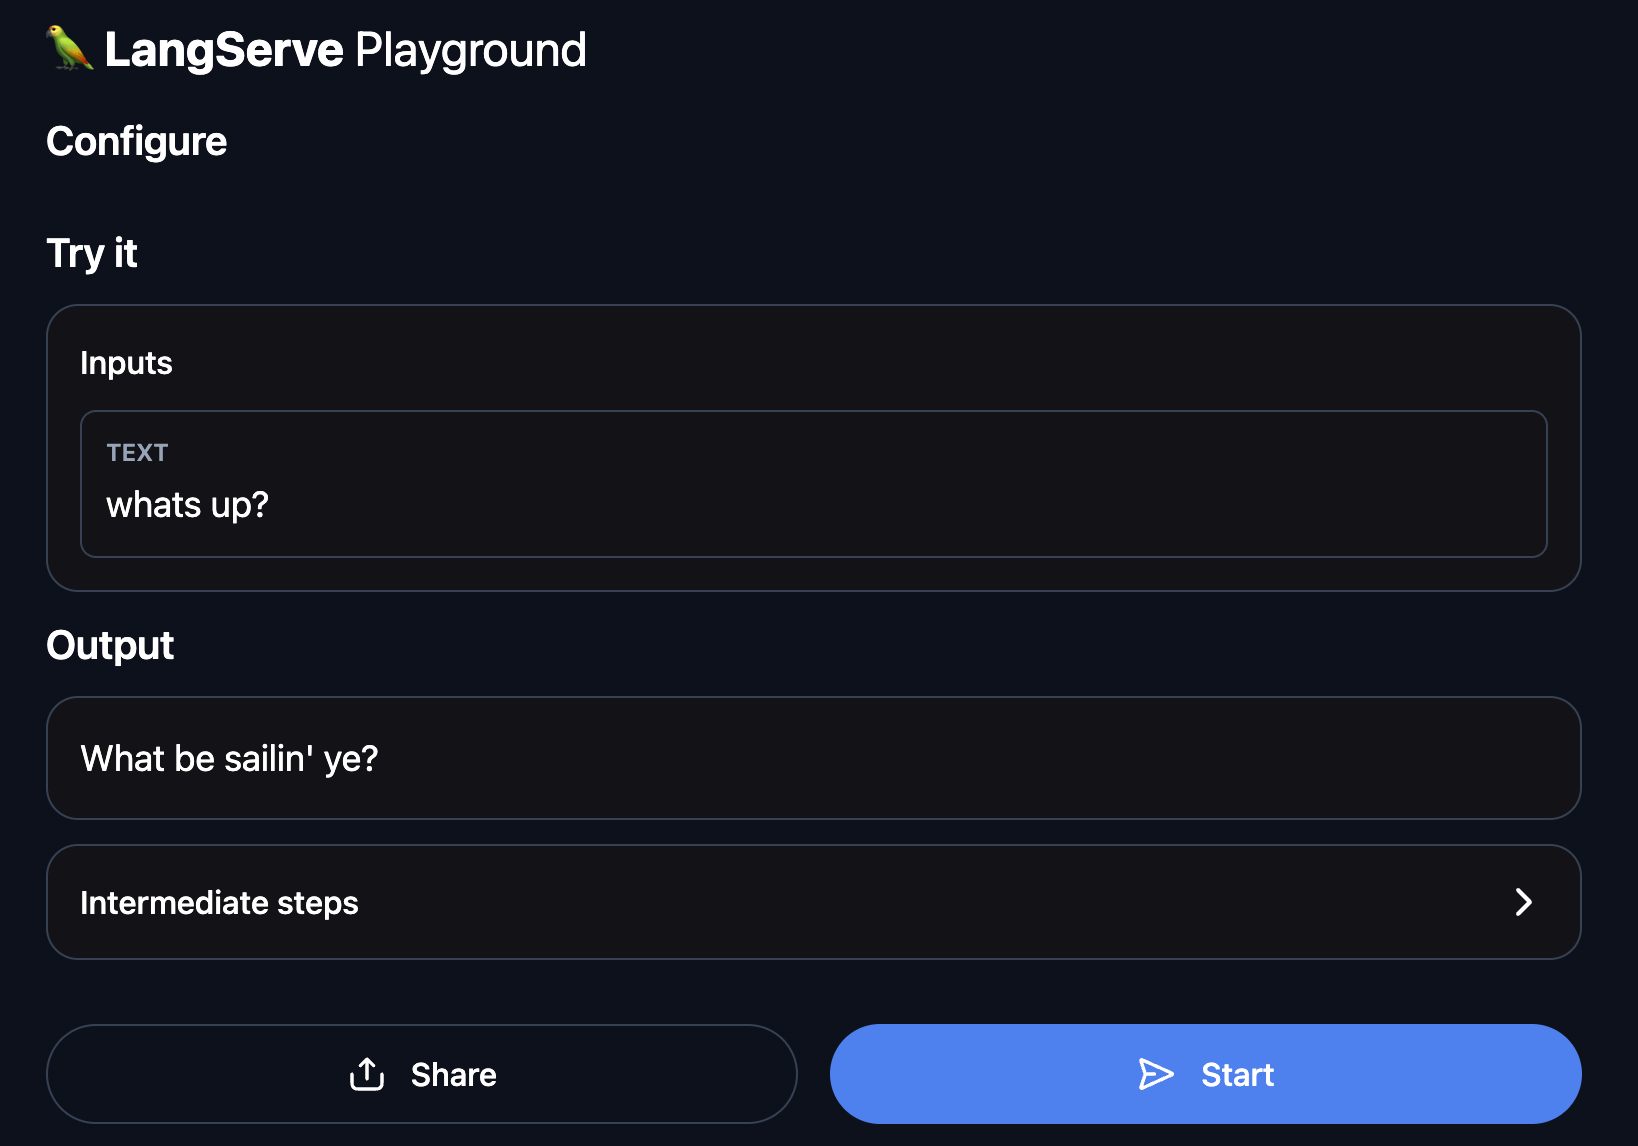 LangServe Playground
Configure
Try it
Inputs
TEXT
whats up?
Output
What be sailin' ye?
Intermediate steps
Share
Start